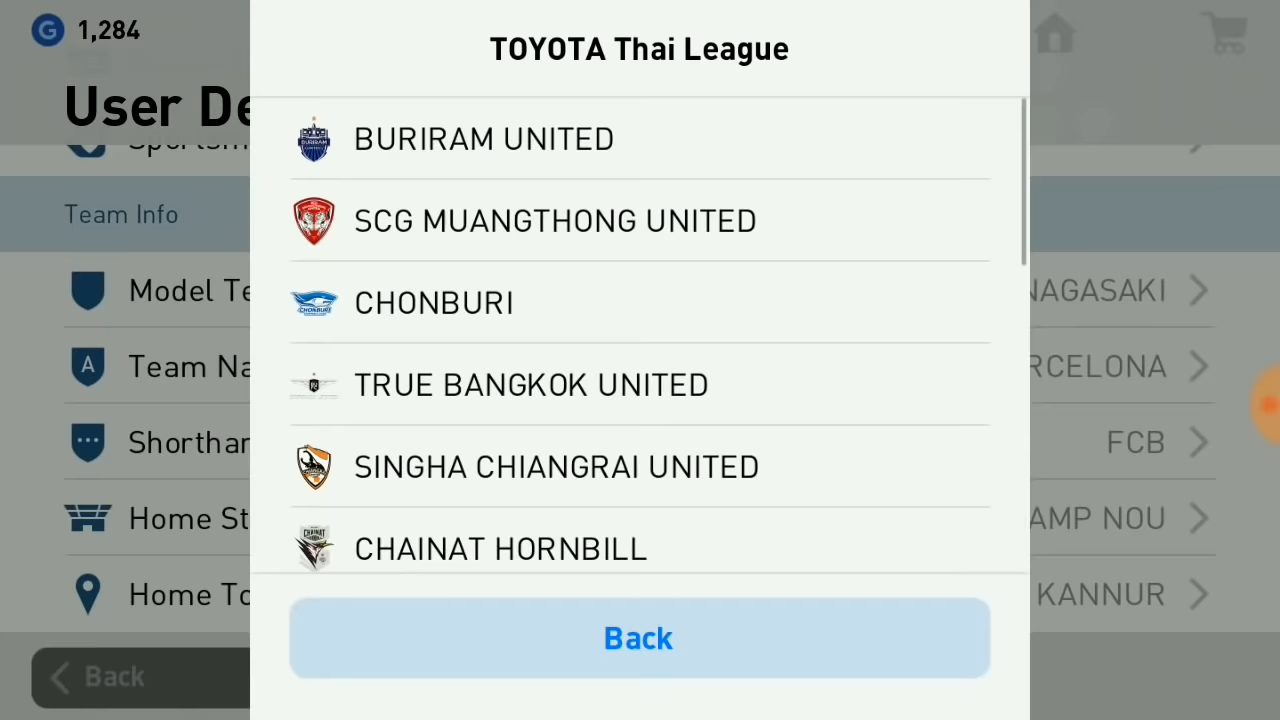 G 1,284
TOYOTA Thai League
User De
BURIRAM UNITED
Team Info
SCG MUANGTHONG UNITED
Model Te
NAGASAKI
CHONBURI
A Team Na
RCELONA
TRUE BANGKOK UNITED
Shorthan
FCB
SINGHA CHIANGRAI UNITED
Home St
AMP NOU
CHAINAT HORNBILL
Home To
KANNUR
Back
Back